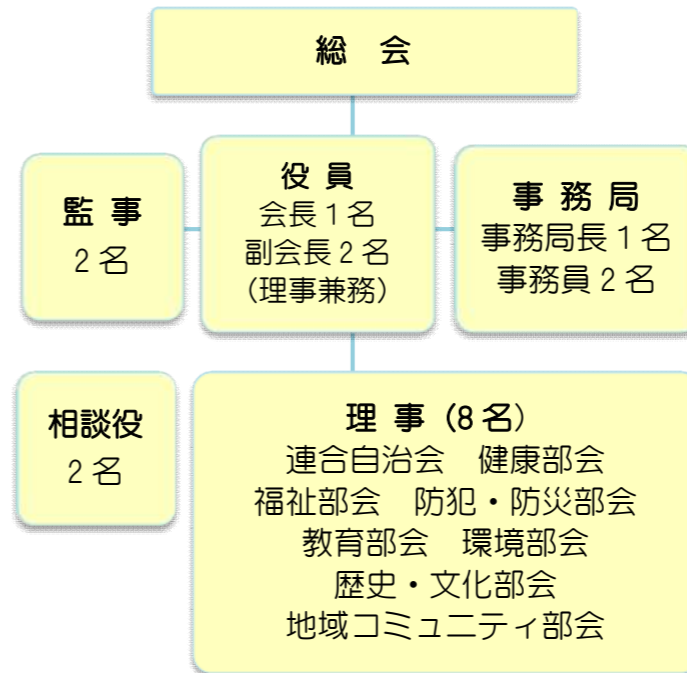 総　会
監 事
２名
役 員
会長１名
副会長２名
（理事兼務）
事 務 局
事務局長１名
事務員２名
相談役
２名
理 事（8名）
連合自治会　健康部会
福祉部会　防犯・防災部会
教育部会　環境部会
歴史・文化部会
地域コミュニティ部会